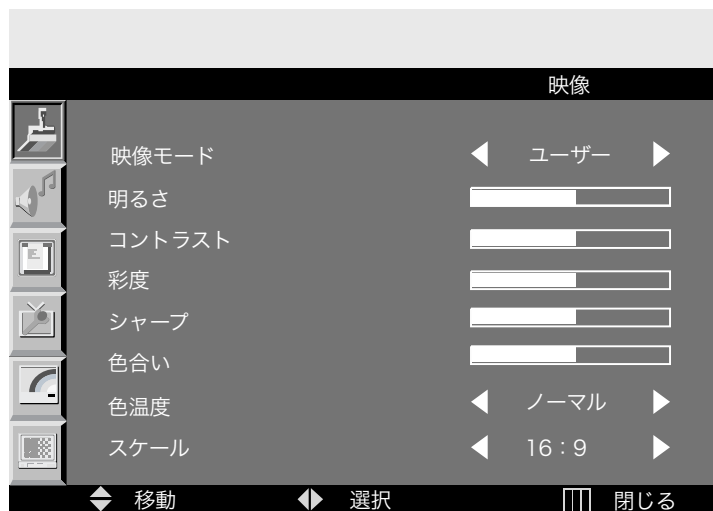 映像
映像モード ユーザー
明るさ
コントラスト
彩度
シャープ
色合い
色温度 ノーマル
スケール 16：9
移動 選択 閉じる